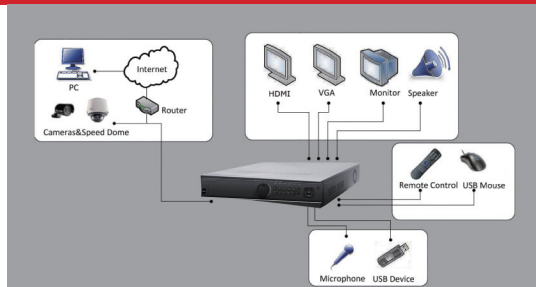 Internet
PC
Router
Cameras&Speed Dome
HDMI
VGA
Monitor
Speaker
Remote Control
USB Mouse
Microphone
USB Device